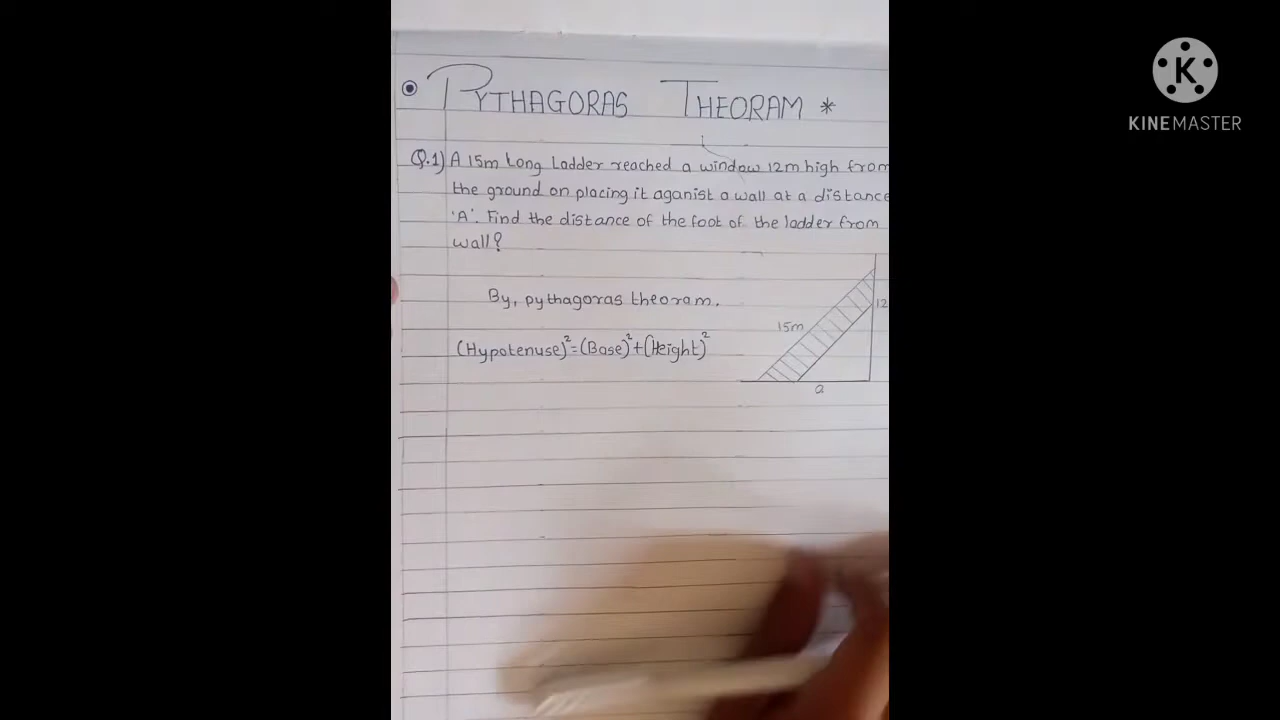 PYTHAGORAS THEORAM *
Q.1) A 15m long ladder reached a window 12m high from
the ground on placing it aganist a wall at a distance
'A'. Find the distance of the foot of the ladder from
wall?
By, pythagoras theoram.
(Hypotenuse)²=(Base)²+(Height)²
15m
12
a
K
KINEMASTER